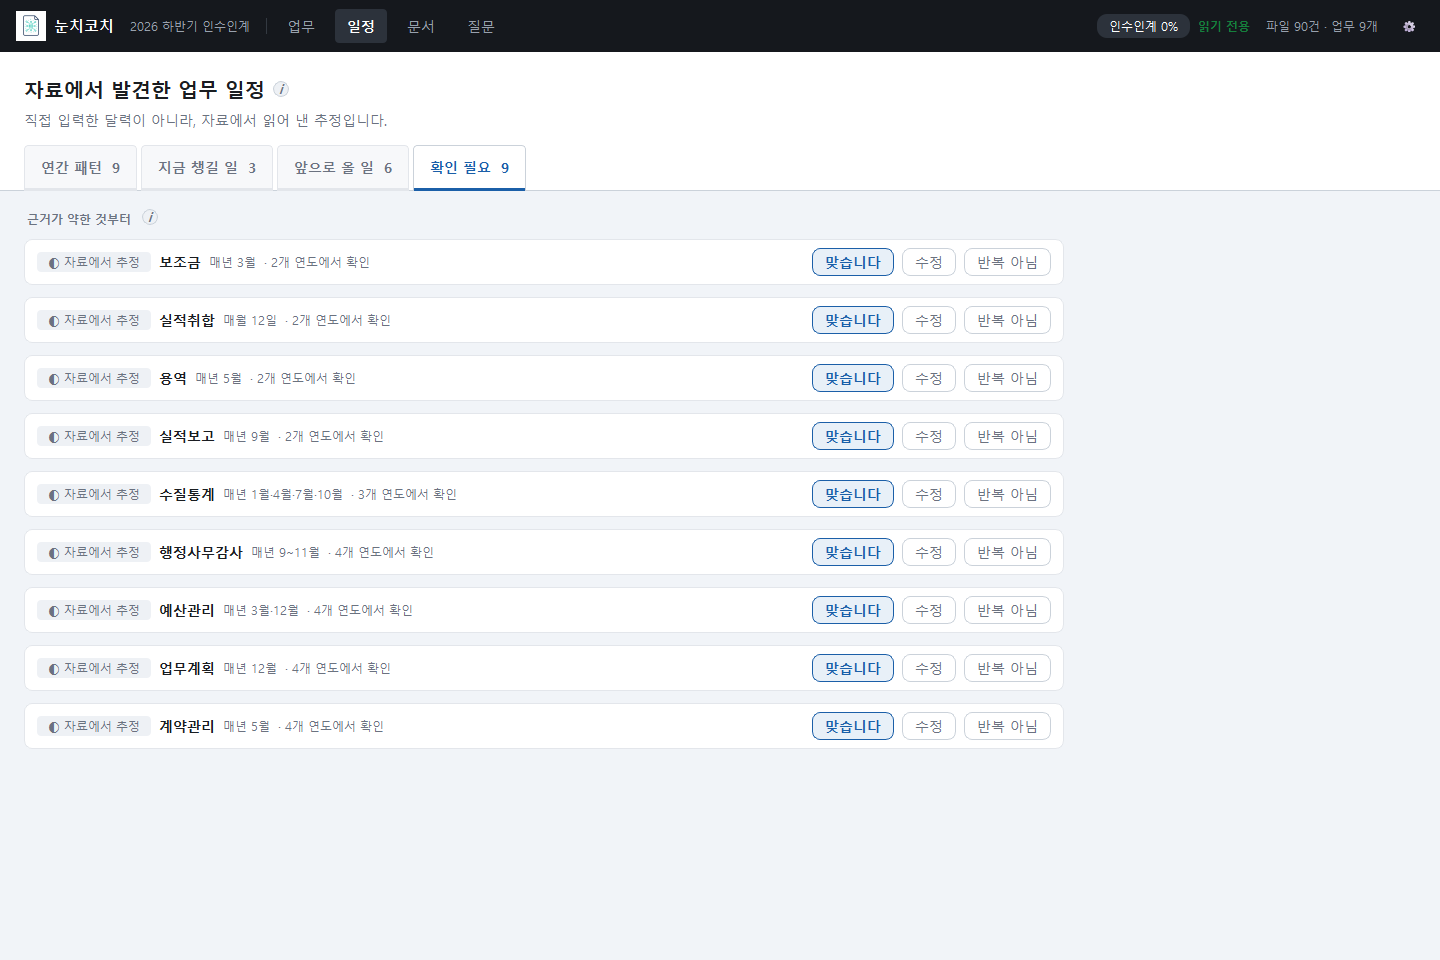 눈치코치 2026 하반기 인수인계 업무 일정 문서 질문 인수인계 0% 읽기 전용 파일 90건 · 업무 9개
자료에서 발견한 업무 일정 i
직접 입력한 달력이 아니라, 자료에서 읽어 낸 추정입니다.
연간 패턴 9 지금 챙길 일 3 앞으로 올 일 6 확인 필요 9
근거가 약한 것부터 i
자료에서 추정 보조금 매년 3월 · 2개 연도에서 확인 맞습니다 수정 반복 아님
자료에서 추정 실적취합 매월 12일 · 2개 연도에서 확인 맞습니다 수정 반복 아님
자료에서 추정 용역 매년 5월 · 2개 연도에서 확인 맞습니다 수정 반복 아님
자료에서 추정 실적보고 매년 9월 · 2개 연도에서 확인 맞습니다 수정 반복 아님
자료에서 추정 수질통계 매년 1월·4월·7월·10월 · 3개 연도에서 확인 맞습니다 수정 반복 아님
자료에서 추정 행정사무감사 매년 9~11월 · 4개 연도에서 확인 맞습니다 수정 반복 아님
자료에서 추정 예산관리 매년 3월·12월 · 4개 연도에서 확인 맞습니다 수정 반복 아님
자료에서 추정 업무계획 매년 12월 · 4개 연도에서 확인 맞습니다 수정 반복 아님
자료에서 추정 계약관리 매년 5월 · 4개 연도에서 확인 맞습니다 수정 반복 아님